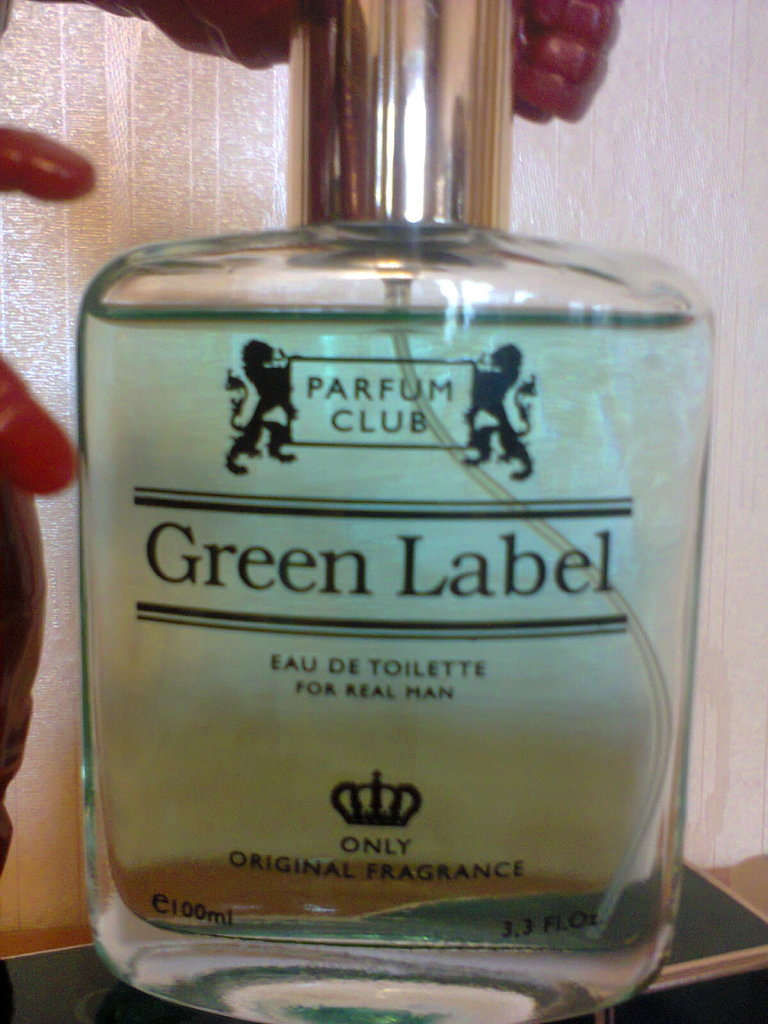 PARFUM
CLUB
Green Label
EAU DE TOILETTE
FOR REAL MAN
ONLY
ORIGINAL FRAGRANCE
e100ml
3.3 Fl.Oz